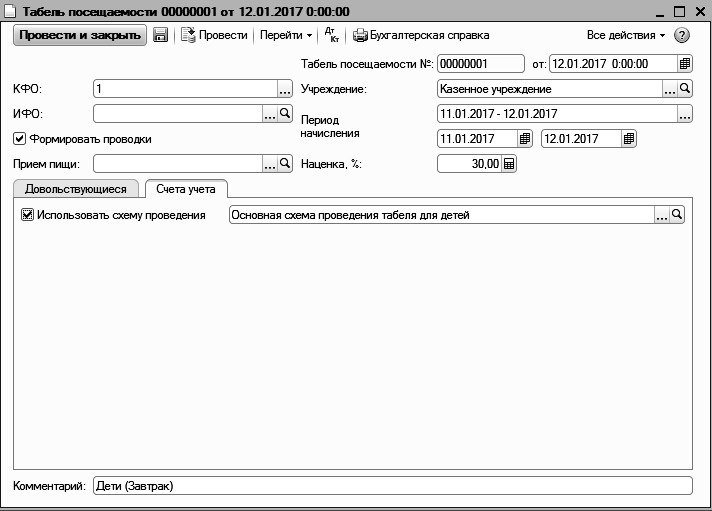 Табель посещаемости 00000001 от 12.01.2017 0:00:00
Провести и закрыть Провести Перейти Дт Кт Бухгалтерская справка Все действия ?
Табель посещаемости №: 00000001 от: 12.01.2017 0:00:00
КФО: 1 ... Учреждение: Казенное учреждение ...
ИФО: ... Период начисления 11.01.2017 - 12.01.2017 ...
Формировать проводки 11.01.2017 12.01.2017
Прием пищи: ... Наценка, %: 30,00
Довольствующиеся Счета учета
Использовать схему проведения Основная схема проведения табеля для детей ...
Комментарий: Дети (Завтрак)